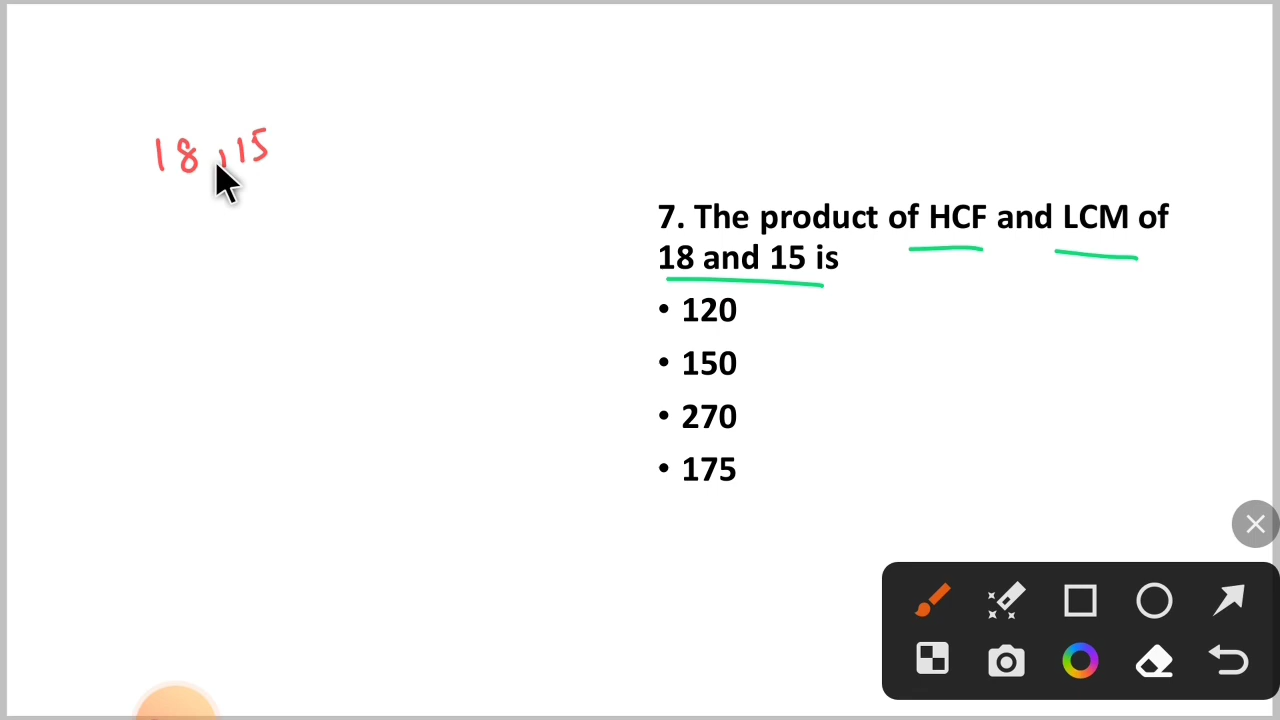 18,15
7. The product of HCF and LCM of
18 and 15 is
• 120
• 150
• 270
• 175